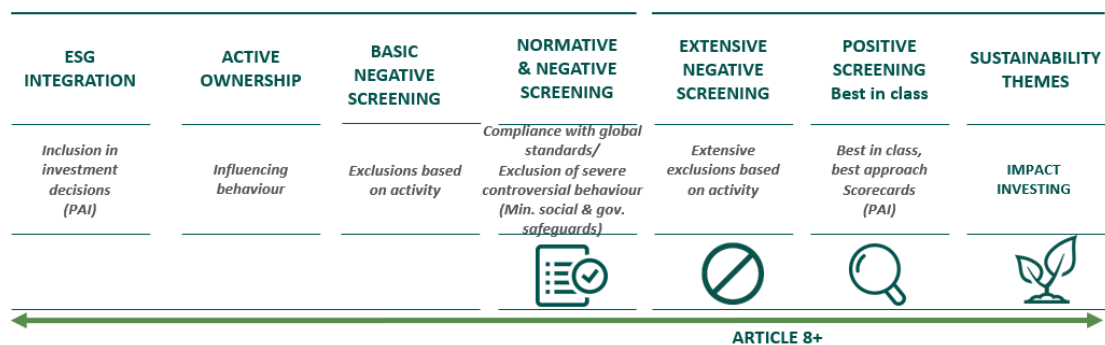 ESG
INTEGRATION
ACTIVE
OWNERSHIP
BASIC
NEGATIVE
SCREENING
NORMATIVE
& NEGATIVE
SCREENING
EXTENSIVE
NEGATIVE
SCREENING
POSITIVE
SCREENING
Best in class
SUSTAINABILITY
THEMES
Inclusion in
investment
decisions
(PAI)
Influencing
behaviour
Exclusions based
on activity
Compliance with global
standards/
Exclusion of severe
controversial behaviour
(Min. social & gov.
safeguards)
Extensive
exclusions based
on activity
Best in class,
best approach
Scorecards
(PAI)
IMPACT
INVESTING
ARTICLE 8+